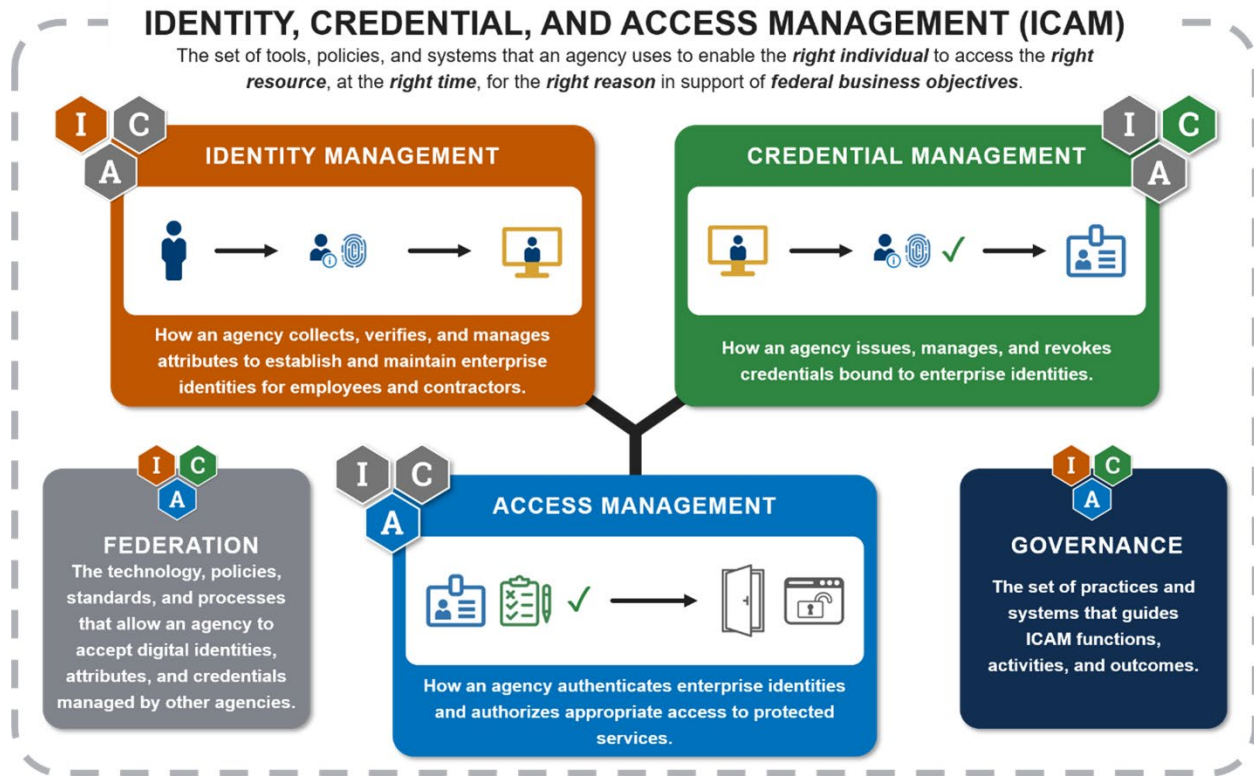 IDENTITY, CREDENTIAL, AND ACCESS MANAGEMENT (ICAM)
The set of tools, policies, and systems that an agency uses to enable the right individual to access the right
resource, at the right time, for the right reason in support of federal business objectives.
I
C
A
IDENTITY MANAGEMENT
How an agency collects, verifies, and manages
attributes to establish and maintain enterprise
identities for employees and contractors.
I
C
A
CREDENTIAL MANAGEMENT
How an agency issues, manages, and revokes
credentials bound to enterprise identities.
I
C
A
FEDERATION
The technology, policies,
standards, and processes
that allow an agency to
accept digital identities,
attributes, and credentials
managed by other agencies.
I
C
A
ACCESS MANAGEMENT
How an agency authenticates enterprise identities
and authorizes appropriate access to protected
services.
I
C
A
GOVERNANCE
The set of practices and
systems that guides
ICAM functions,
activities, and outcomes.